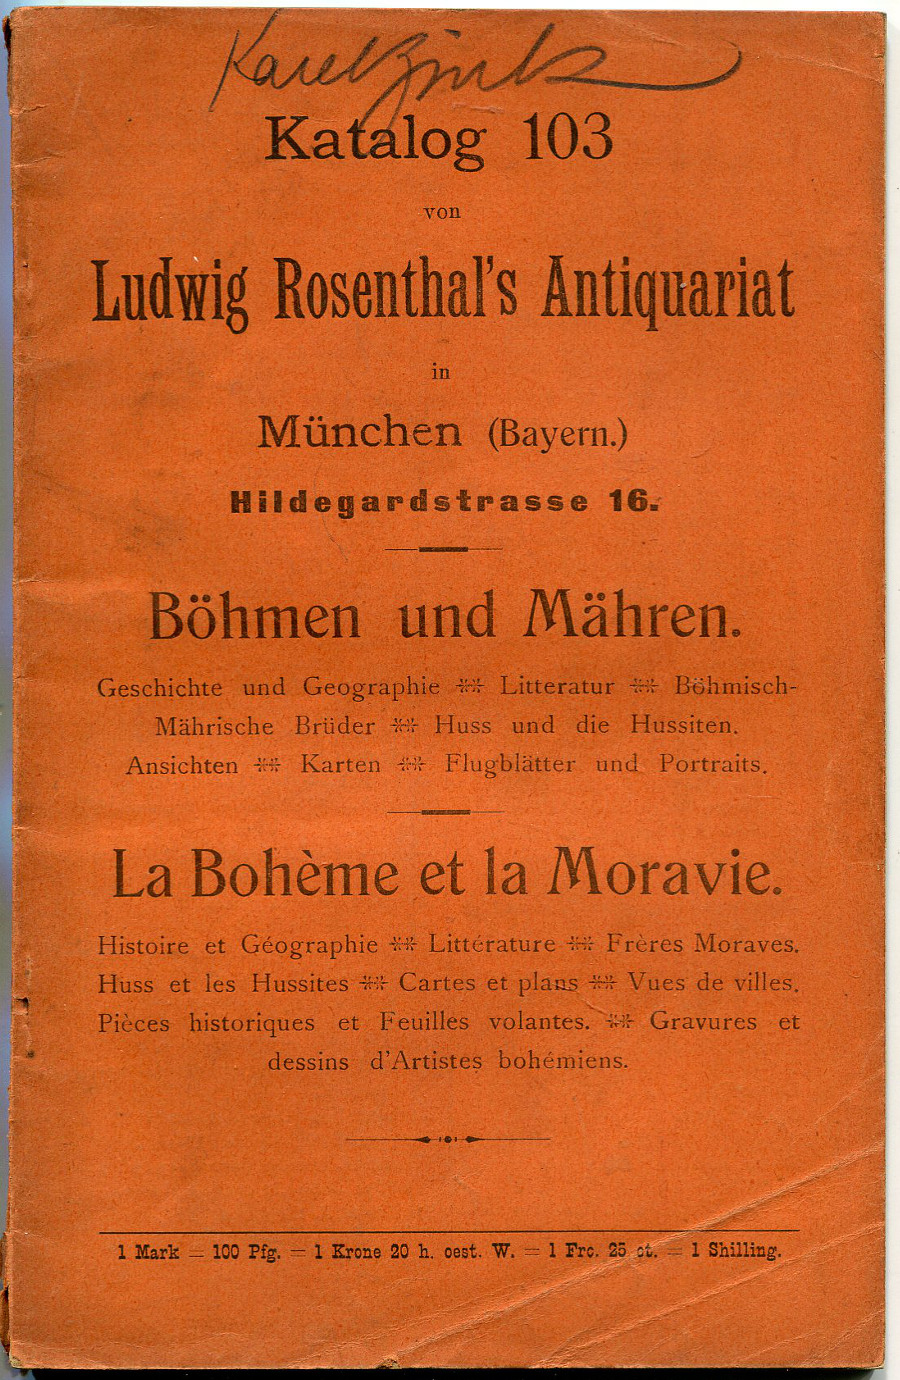 Karel
Katalog 103
von
Ludwig Rosenthal's Antiquariat
in
München (Bayern.)
Hildegardstrasse 16.
Böhmen und Mähren.
Geschichte und Geographie ** Litteratur ** Böhmisch-
Mährische Brüder ** Huss und die Hussiten.
Ansichten ** Karten ** Flugblätter und Portraits.
La Bohème et la Moravie.
Histoire et Géographie ** Littérature ** Frères Moraves.
Huss et les Hussites ** Cartes et plans ** Vues de villes.
Pièces historiques et Feuilles volantes. ** Gravures et
dessins d'Artistes bohémiens.
1 Mark = 100 Pfg. = 1 Krone 20 h. oest. W. = 1 Frc. 25 ct. = 1 Shilling.